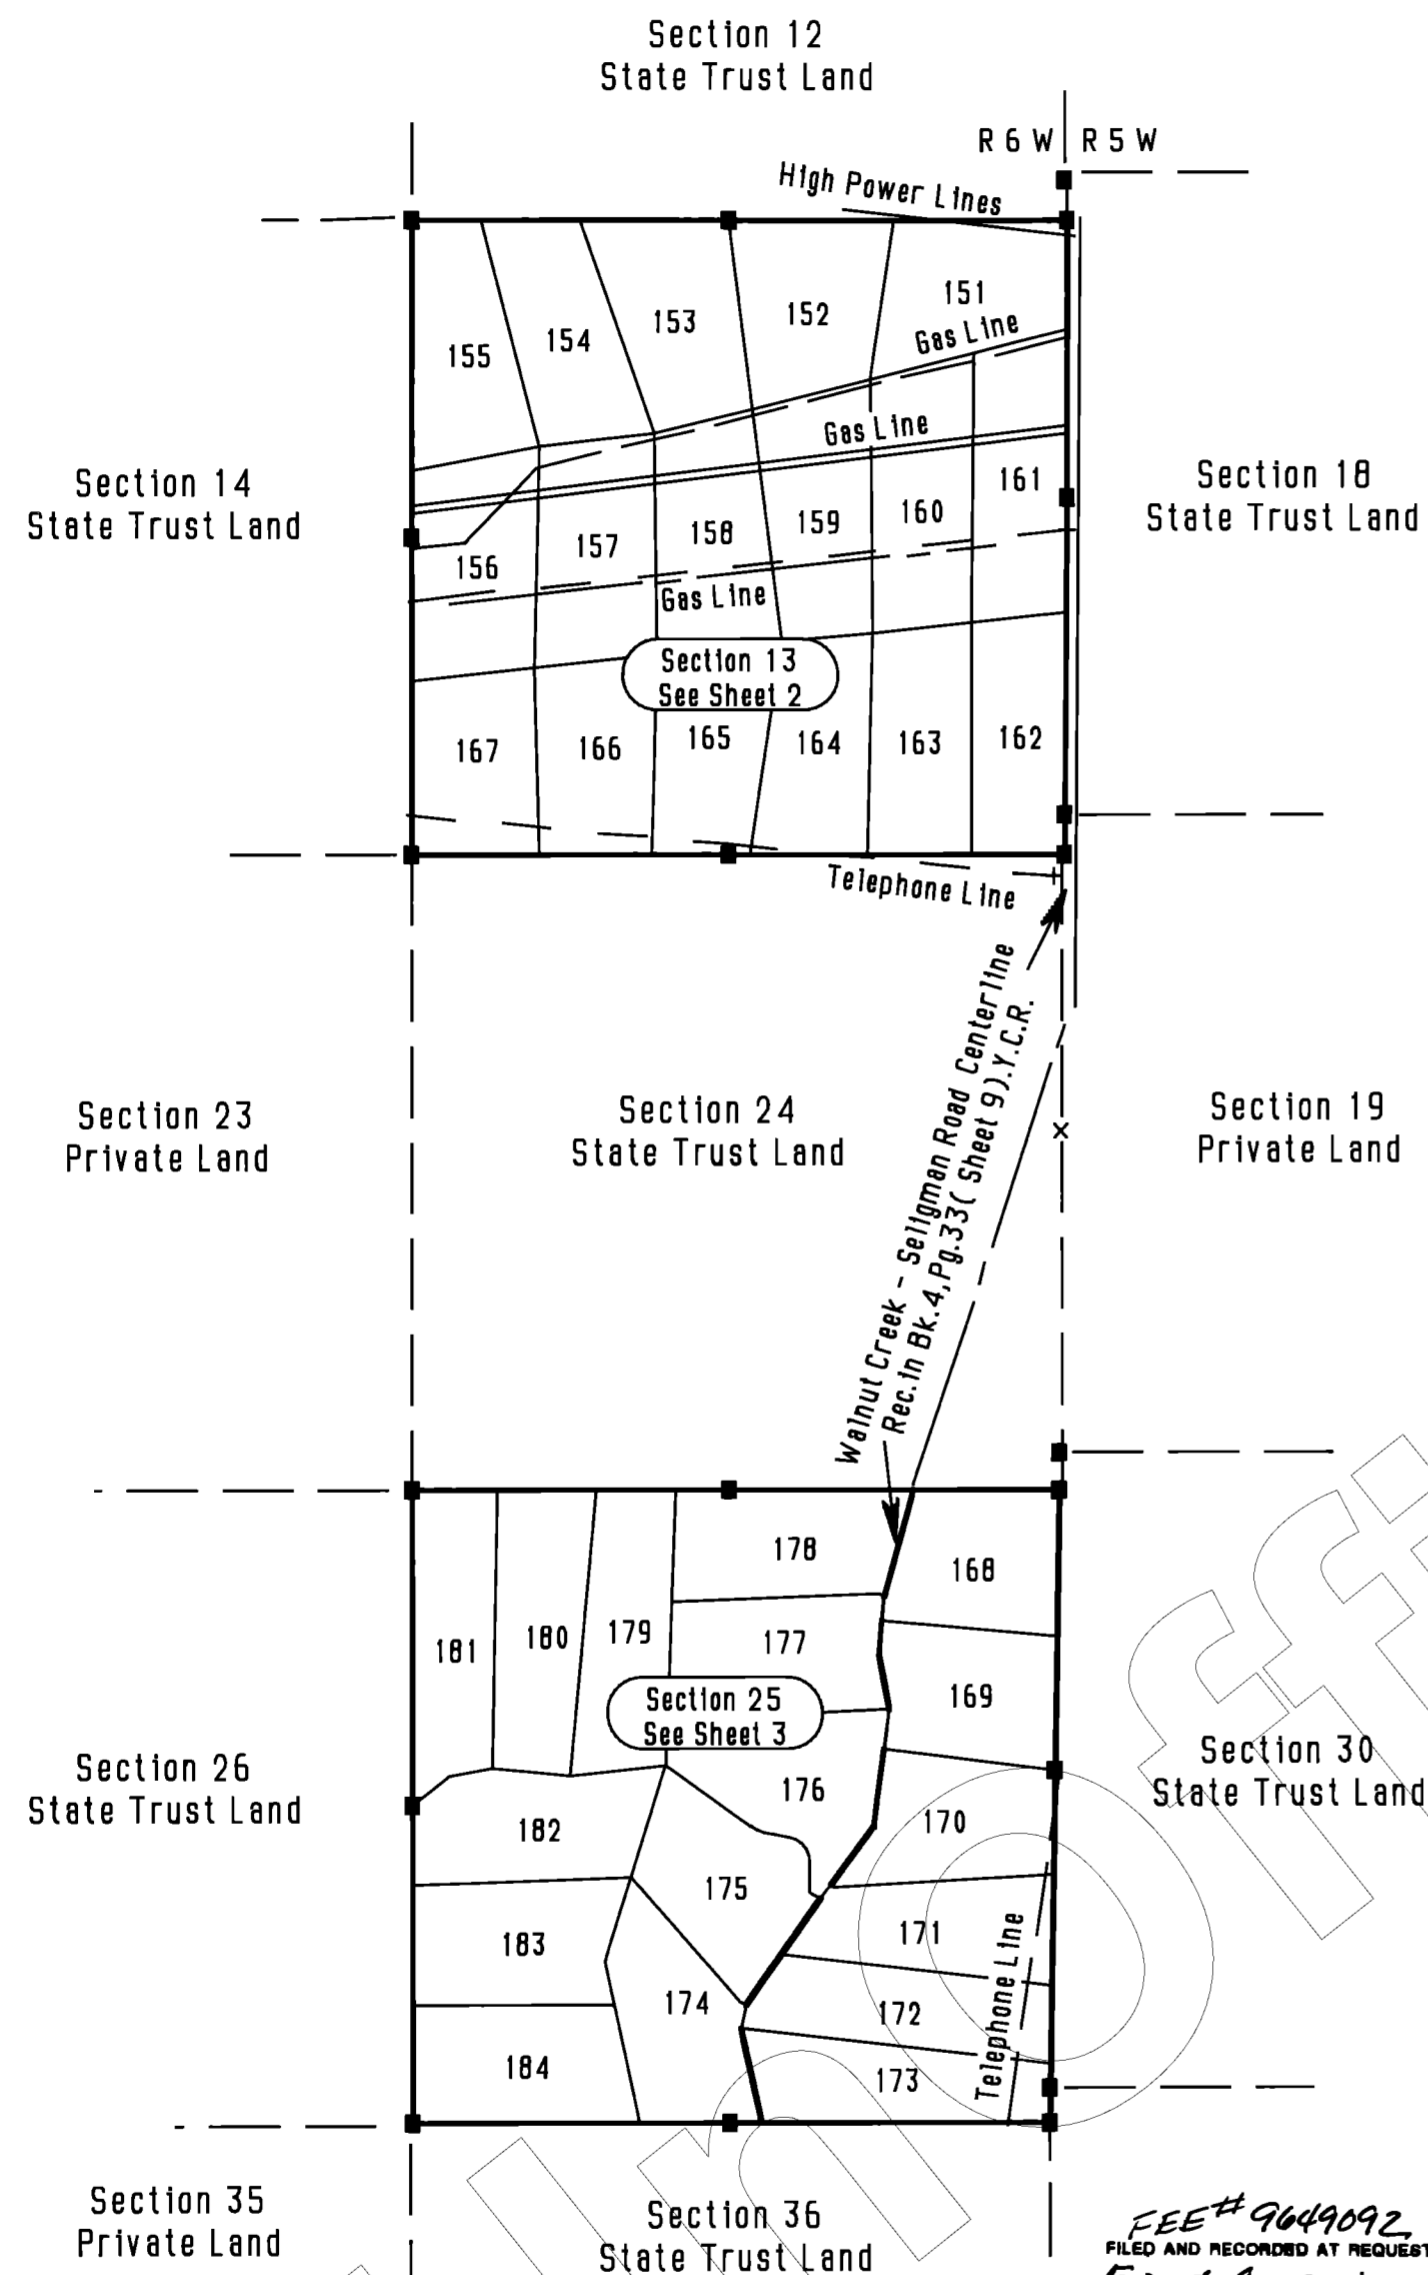 Section 12
State Trust Land
R 6 W R 5 W
High Power Lines
151
152
153
154
155
Gas Line
Gas Line
Section 14
State Trust Land
161
160
159
158
157
156
Section 18
State Trust Land
Gas Line
Section 13
See Sheet 2
167
166
165
164
163
162
Telephone Line
Walnut Creek - Seligman Road Centerline
Rec.in Bk.4,Pg.33( Sheet 9).Y.C.R.
Section 23
Private Land
Section 24
State Trust Land
Section 19
Private Land
x
178
168
181
180
179
177
169
Section 25
See Sheet 3
Section 26
State Trust Land
176
Section 30
State Trust Land
182
170
175
171
183
Telephone Line
174
172
184
173
Section 35
Private Land
Section 36
State Trust Land
FEE# 9649092
FILED AND RECORDED AT REQUEST